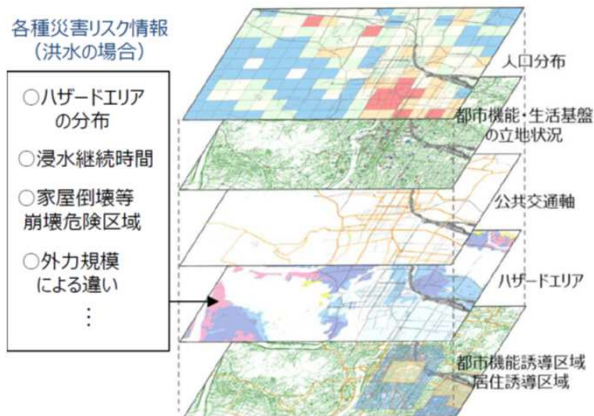 各種災害リスク情報
（洪水の場合）
○ハザードエリア
の分布
○浸水継続時間
○家屋倒壊等
崩壊危険区域
○外力規模
による違い
⋮
人口分布
都市機能・生活基盤
の立地状況
公共交通軸
ハザードエリア
都市機能誘導区域
居住誘導区域